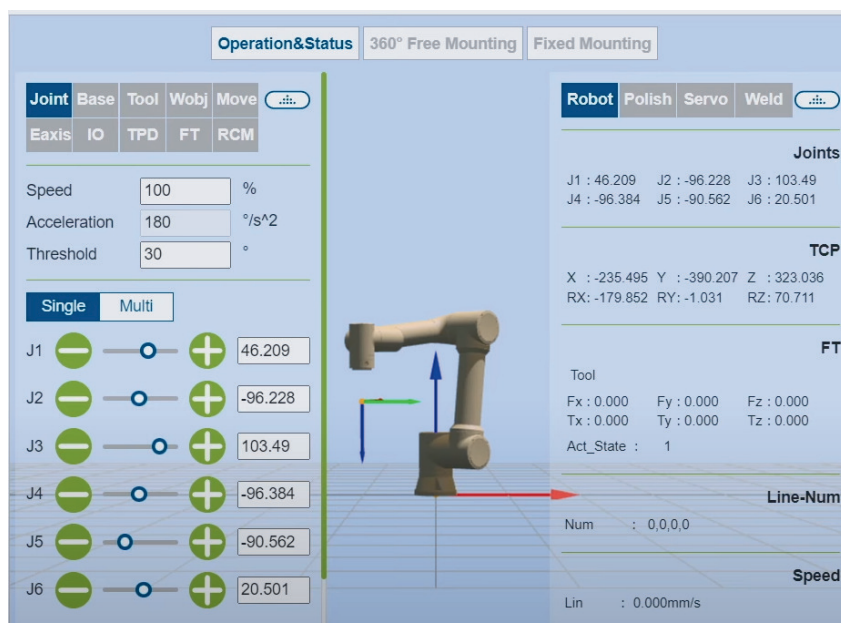 Operation&Status 360° Free Mounting Fixed Mounting
Joint Base Tool Wobj Move
Eaxis IO TPD FT RCM
Speed 100 %
Acceleration 180 °/s^2
Threshold 30 °
Single Multi
J1 46.209
J2 -96.228
J3 103.49
J4 -96.384
J5 -90.562
J6 20.501
Robot Polish Servo Weld
Joints
J1 : 46.209 J2 : -96.228 J3 : 103.49
J4 : -96.384 J5 : -90.562 J6 : 20.501
TCP
X : -235.495 Y : -390.207 Z : 323.036
RX: -179.852 RY: -1.031 RZ: 70.711
FT
Tool
Fx : 0.000 Fy : 0.000 Fz : 0.000
Tx : 0.000 Ty : 0.000 Tz : 0.000
Act_State : 1
Line-Num
Num : 0,0,0,0
Speed
Lin : 0.000mm/s